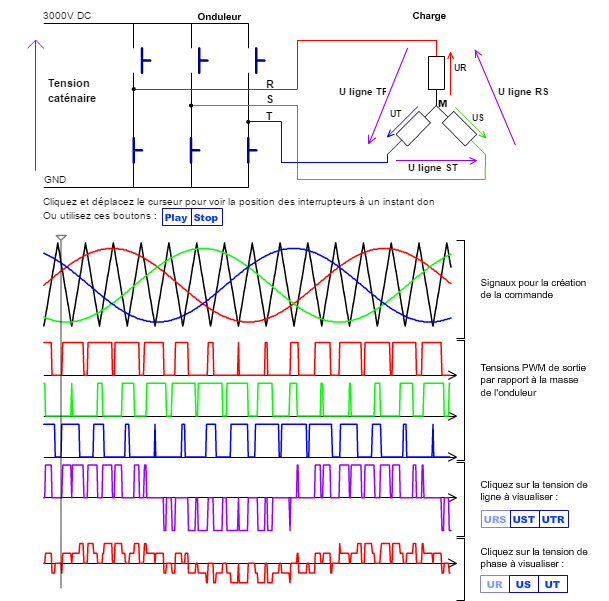 3000V DC
Onduleur
Charge
Tension
caténaire
R
S
T
UR
M
UT
US
U ligne TF
U ligne RS
U ligne ST
GND
Cliquez et déplacez le curseur pour voir la position des interrupteurs à un instant don
Ou utilisez ces boutons : Play Stop
Signaux pour la création
de la commande
Tensions PWM de sortie
par rapport à la masse
de l'onduleur
Cliquez sur la tension de
ligne à visualiser :
URS UST UTR
Cliquez sur la tension de
phase à visualiser :
UR US UT